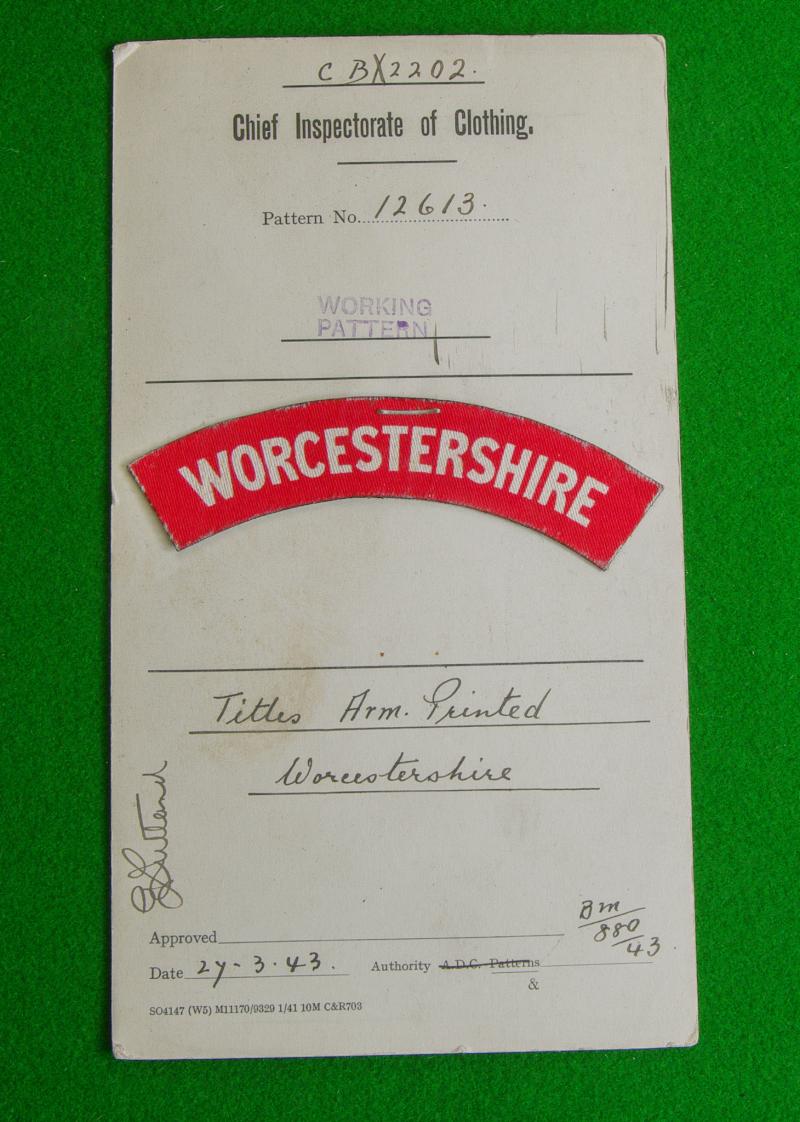 C B X 2202.
Chief Inspectorate of Clothing.
Pattern No. 12613.
WORKING
PATTERN
WORCESTERSHIRE
Titles Arm. Printed
Worcestershire
Approved
Bm/880/43.
Date 27-3-43. Authority A.D.C. Patterns
&
SO4147 (W5) M11170/9329 1/41 10M C&R703